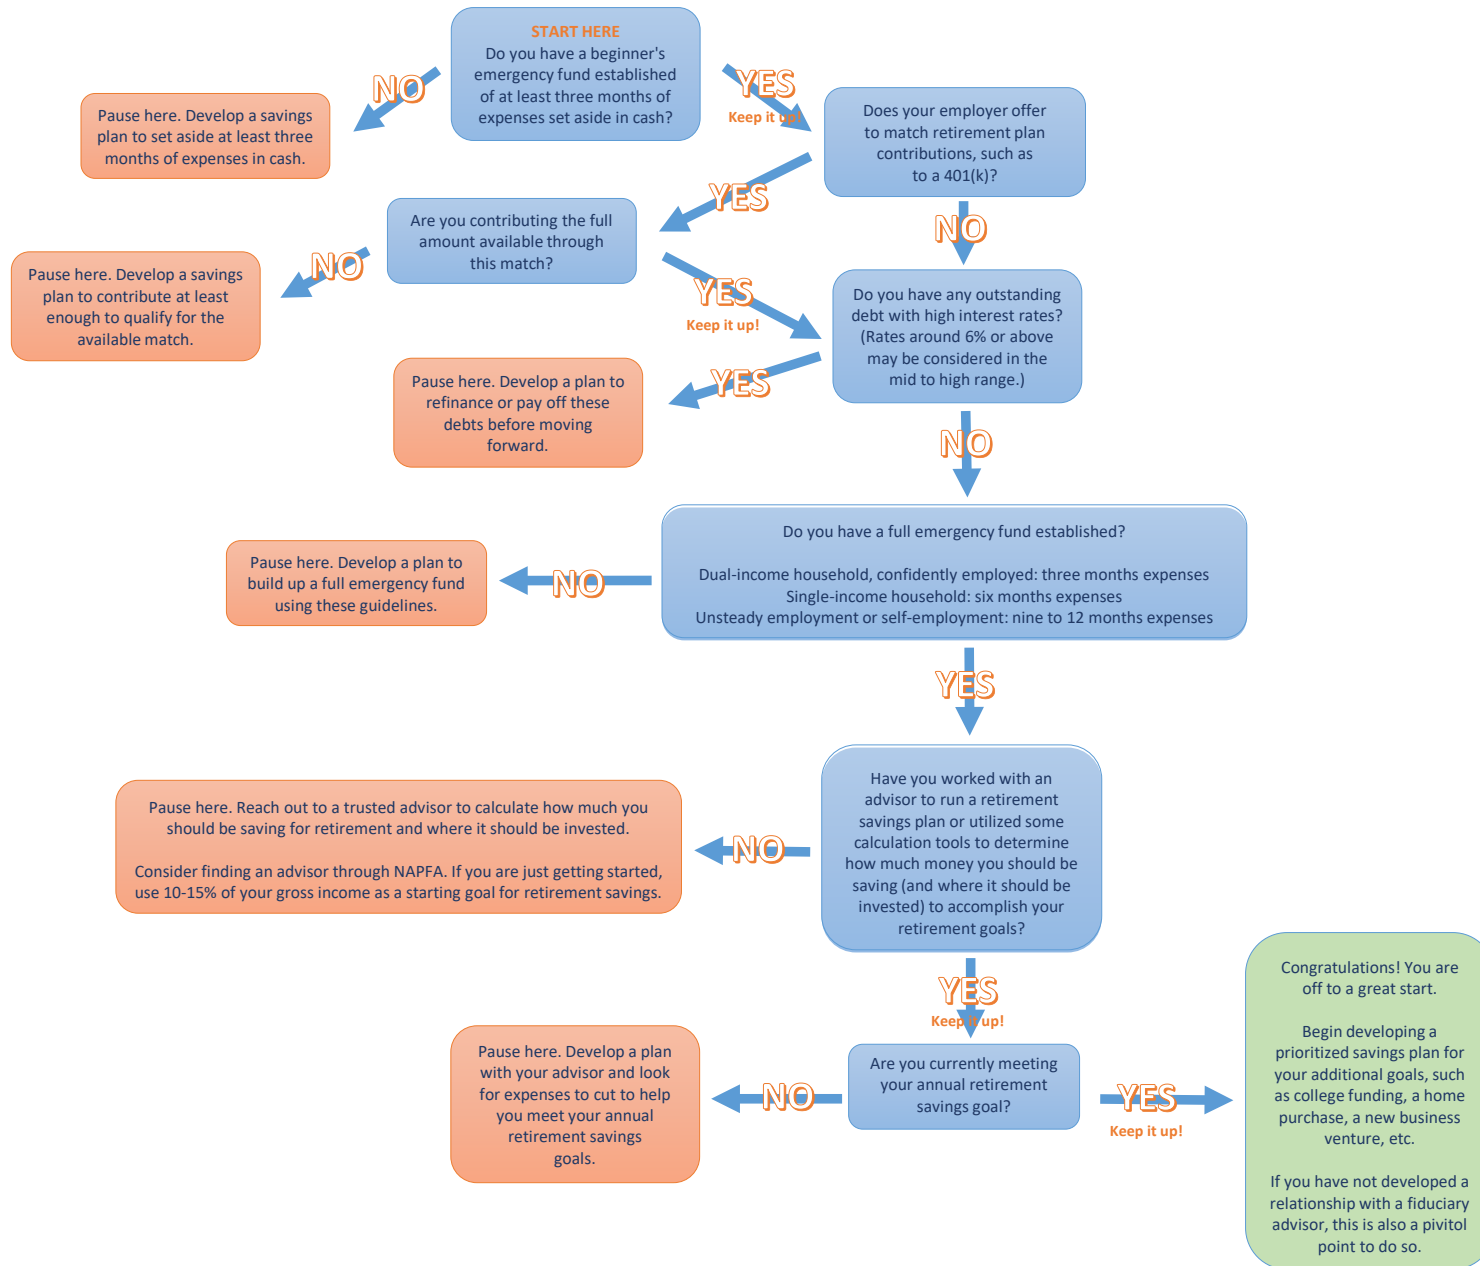 START HERE
Do you have a beginner's
emergency fund established
of at least three months of
expenses set aside in cash?
NO
YES
Keep it up!
Pause here. Develop a savings
plan to set aside at least three
months of expenses in cash.
Does your employer offer
to match retirement plan
contributions, such as
to a 401(k)?
YES
NO
Are you contributing the full
amount available through
this match?
NO
YES
Keep it up!
Pause here. Develop a savings
plan to contribute at least
enough to qualify for the
available match.
Do you have any outstanding
debt with high interest rates?
(Rates around 6% or above
may be considered in the
mid to high range.)
YES
NO
Pause here. Develop a plan to
refinance or pay off these
debts before moving
forward.
Do you have a full emergency fund established?
Dual-income household, confidently employed: three months expenses
Single-income household: six months expenses
Unsteady employment or self-employment: nine to 12 months expenses
NO
Pause here. Develop a plan to
build up a full emergency fund
using these guidelines.
YES
Have you worked with an
advisor to run a retirement
savings plan or utilized some
calculation tools to determine
how much money you should be
saving (and where it should be
invested) to accomplish your
retirement goals?
NO
Pause here. Reach out to a trusted advisor to calculate how much you
should be saving for retirement and where it should be invested.
Consider finding an advisor through NAPFA. If you are just getting started,
use 10-15% of your gross income as a starting goal for retirement savings.
YES
Keep it up!
Are you currently meeting
your annual retirement
savings goal?
NO
Pause here. Develop a plan
with your advisor and look
for expenses to cut to help
you meet your annual
retirement savings
goals.
YES
Keep it up!
Congratulations! You are
off to a great start.
Begin developing a
prioritized savings plan for
your additional goals, such
as college funding, a home
purchase, a new business
venture, etc.
If you have not developed a
relationship with a fiduciary
advisor, this is also a pivitol
point to do so.